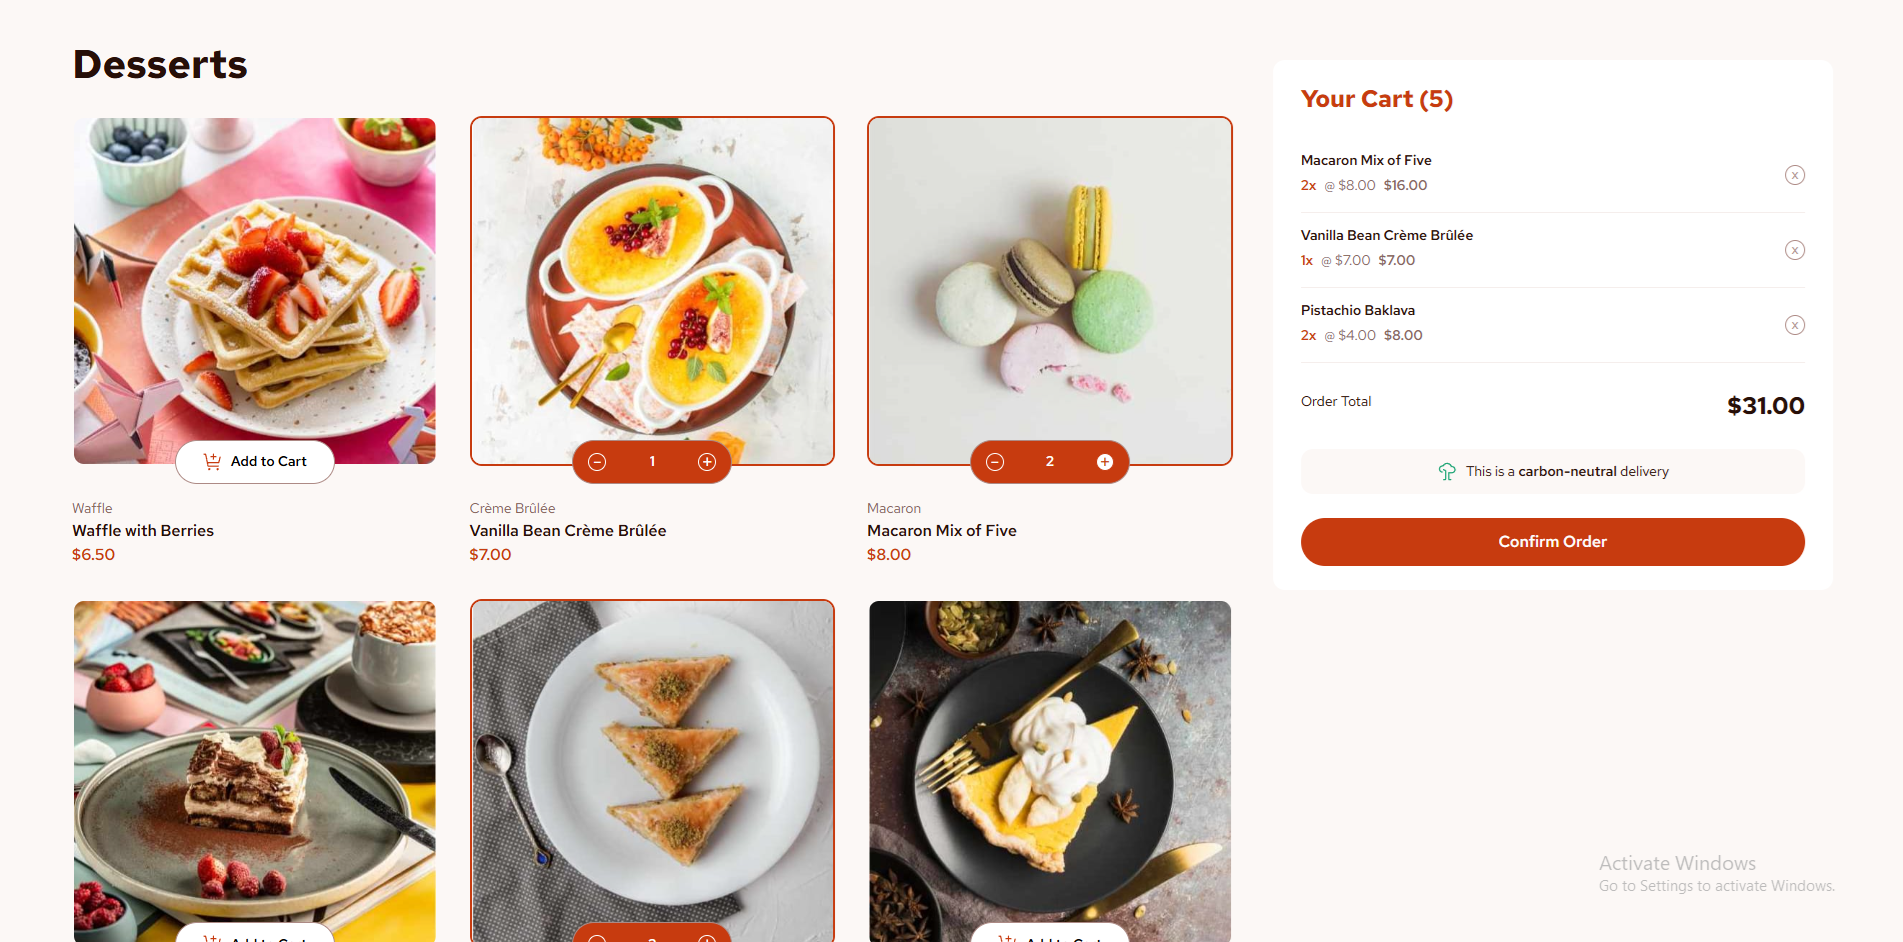 Desserts
Add to Cart
1
2
Waffle
Waffle with Berries
$6.50
Crème Brûlée
Vanilla Bean Crème Brûlée
$7.00
Macaron
Macaron Mix of Five
$8.00
Your Cart (5)
Macaron Mix of Five
x
2x @ $8.00 $16.00
Vanilla Bean Crème Brûlée
x
1x @ $7.00 $7.00
Pistachio Baklava
x
2x @ $4.00 $8.00
Order Total
$31.00
This is a carbon-neutral delivery
Confirm Order
Activate Windows
Go to Settings to activate Windows.